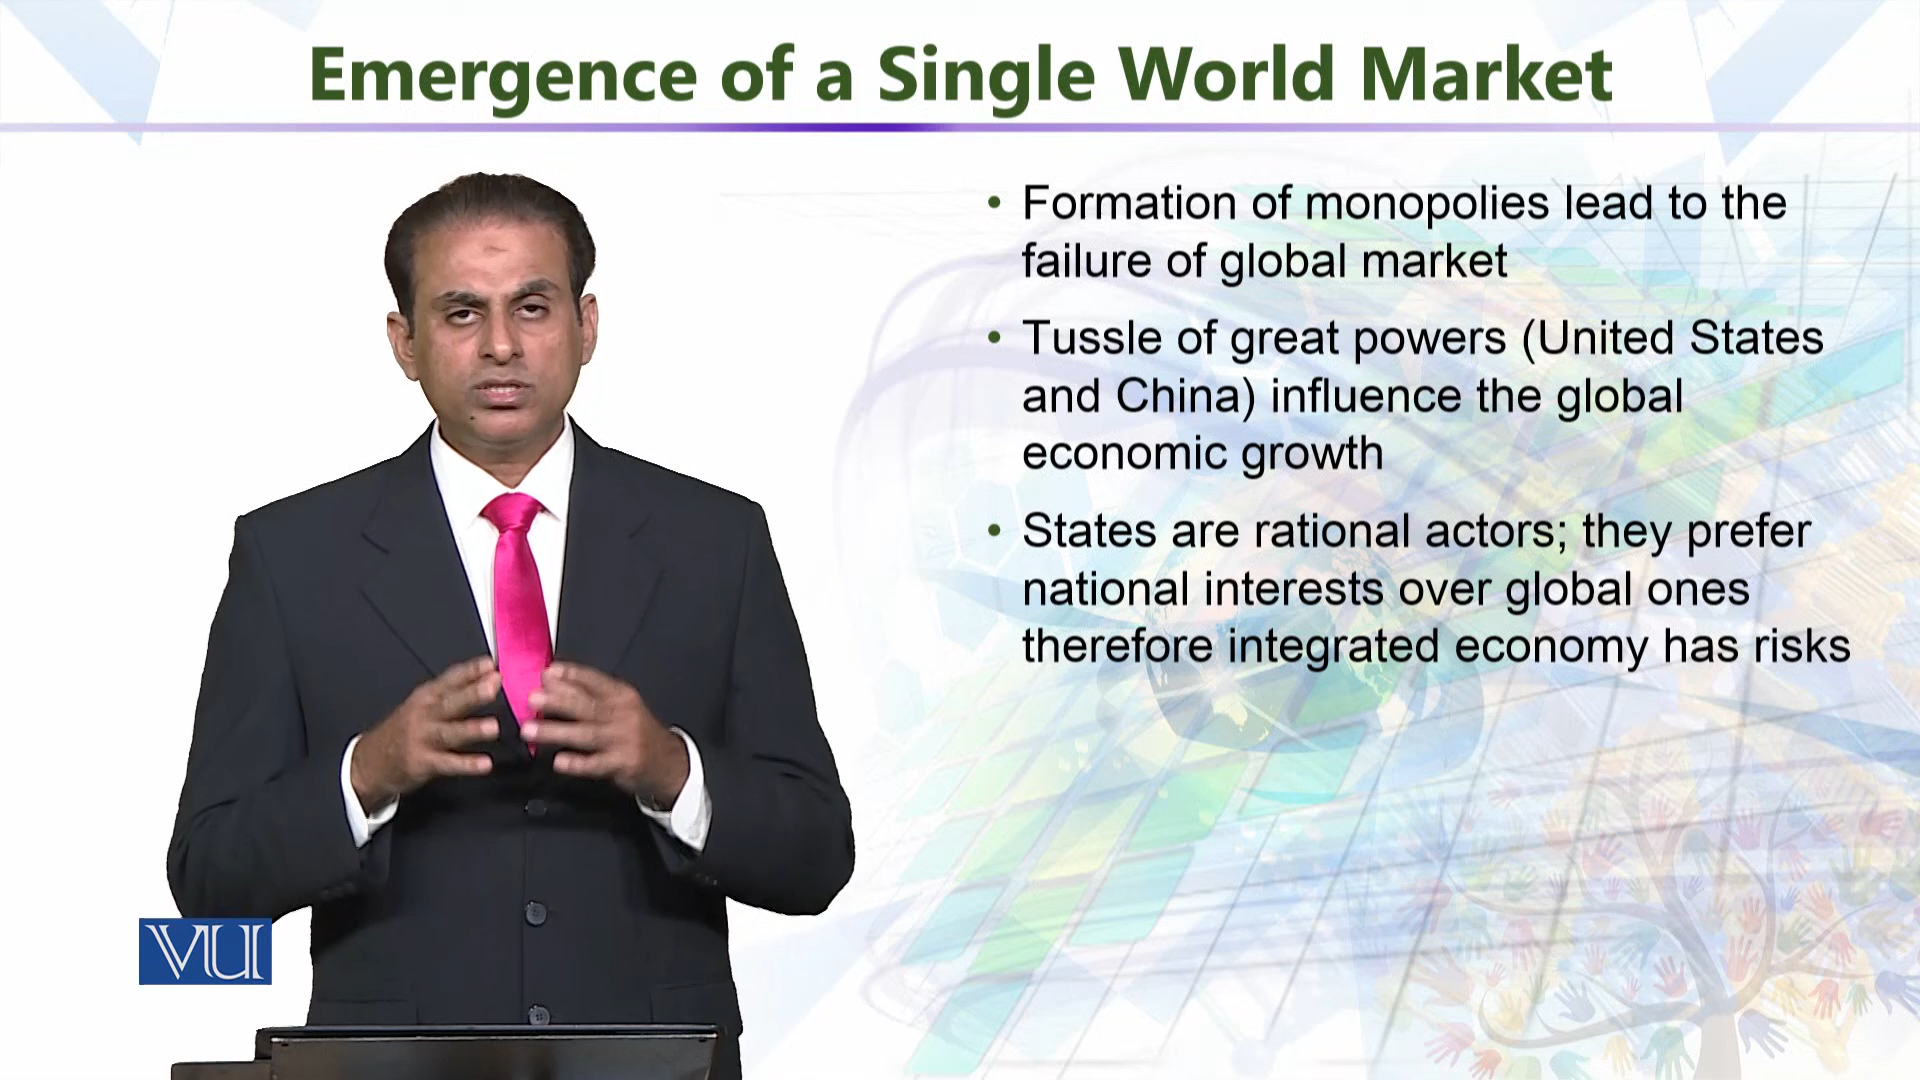 Emergence of a Single World Market
• Formation of monopolies lead to the
failure of global market
• Tussle of great powers (United States
and China) influence the global
economic growth
• States are rational actors; they prefer
national interests over global ones
therefore integrated economy has risks
VU